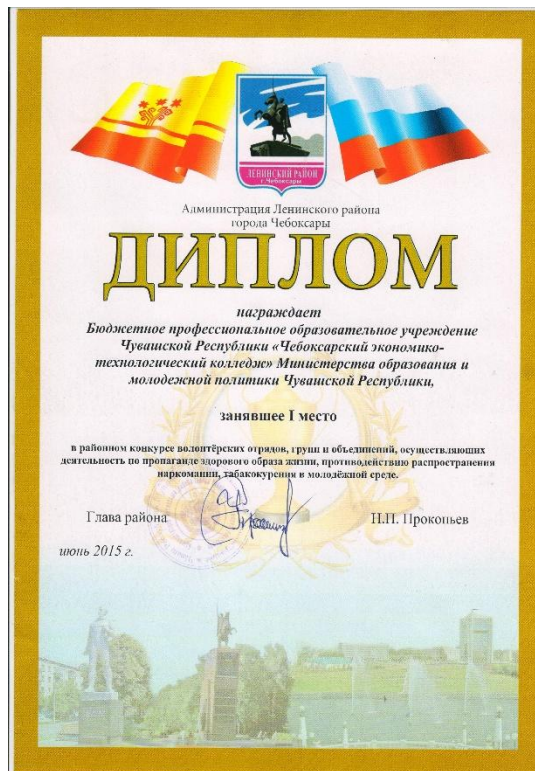 ЛЕНИНСКИЙ РАЙОН
г. Чебоксары
Администрация Ленинского района
города Чебоксары
ДИПЛОМ
награждает
Бюджетное профессиональное образовательное учреждение
Чувашской Республики «Чебоксарский экономико-
технологический колледж» Министерства образования и
молодежной политики Чувашской Республики,
занявшее I место
в районном конкурсе волонтёрских отрядов, групп и объединений, осуществляющих
деятельность по пропаганде здорового образа жизни, противодействию распространения
наркомании, табакокурения в молодёжной среде.
Глава района Н.П. Прокопьев
июнь 2015 г.